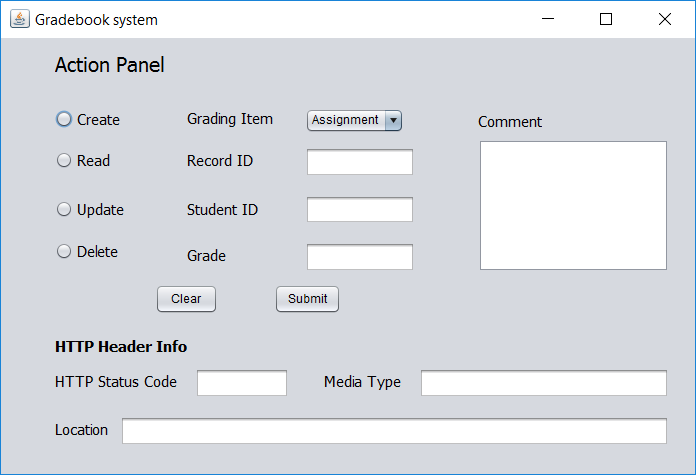 Gradebook system
Action Panel
Create
Grading Item
Assignment
Comment
Read
Record ID
Update
Student ID
Delete
Grade
Clear
Submit
HTTP Header Info
HTTP Status Code
Media Type
Location